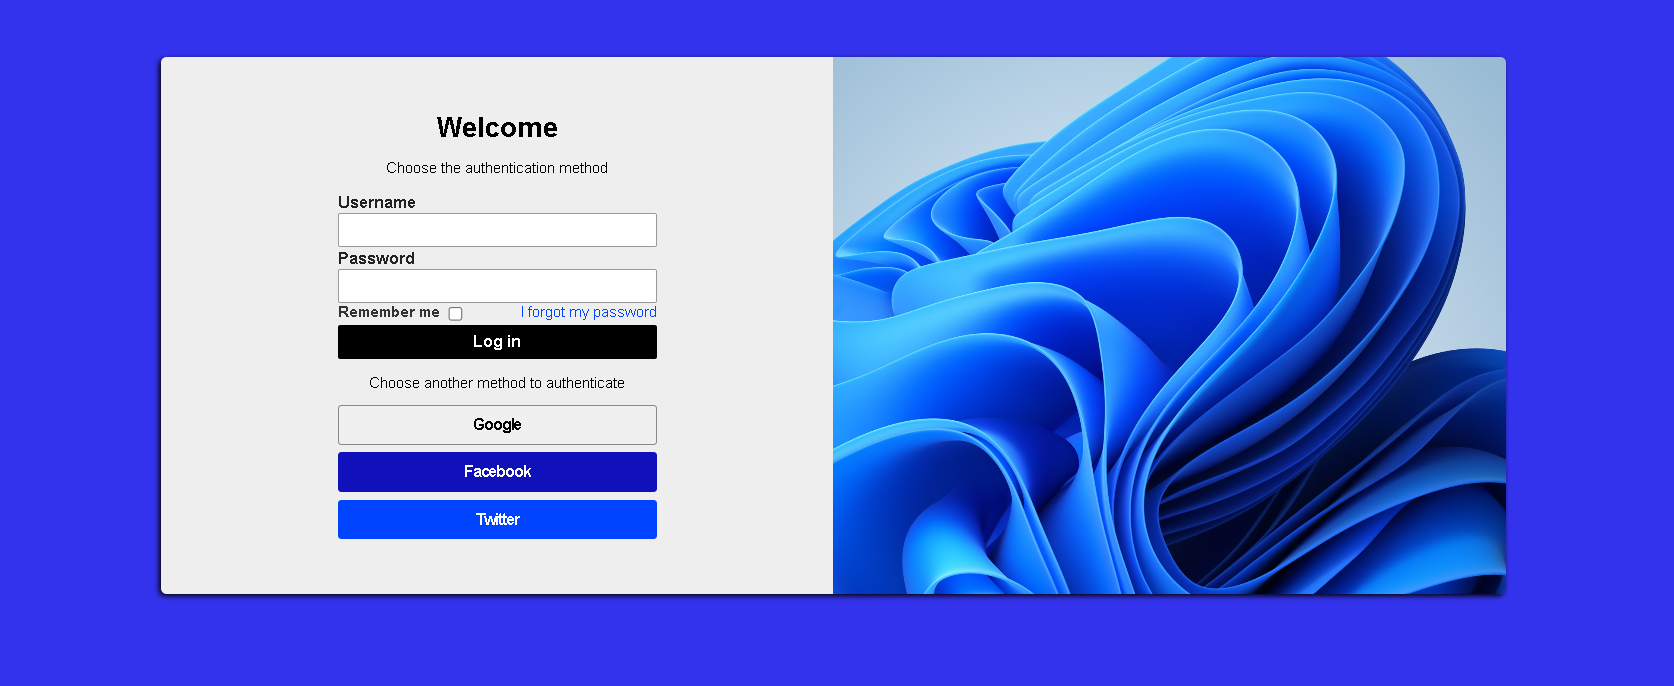 Welcome
Choose the authentication method
Username
Password
Remember me I forgot my password
Log in
Choose another method to authenticate
Google
Facebook
Twitter